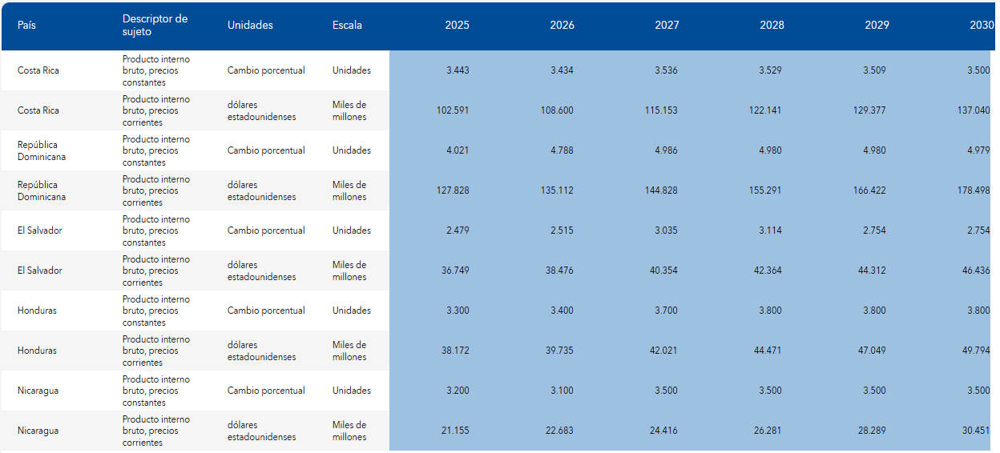 País Descriptor de sujeto Unidades Escala 2025 2026 2027 2028 2029 2030
Costa Rica Producto interno bruto, precios constantes Cambio porcentual Unidades 3.443 3.434 3.536 3.529 3.509 3.500
Costa Rica Producto interno bruto, precios corrientes dólares estadounidenses Miles de millones 102.591 108.600 115.153 122.141 129.377 137.040
República Dominicana Producto interno bruto, precios constantes Cambio porcentual Unidades 4.021 4.788 4.986 4.980 4.980 4.979
República Dominicana Producto interno bruto, precios corrientes dólares estadounidenses Miles de millones 127.828 135.112 144.828 155.291 166.422 178.498
El Salvador Producto interno bruto, precios constantes Cambio porcentual Unidades 2.479 2.515 3.035 3.114 2.754 2.754
El Salvador Producto interno bruto, precios corrientes dólares estadounidenses Miles de millones 36.749 38.476 40.354 42.364 44.312 46.436
Honduras Producto interno bruto, precios constantes Cambio porcentual Unidades 3.300 3.400 3.700 3.800 3.800 3.800
Honduras Producto interno bruto, precios corrientes dólares estadounidenses Miles de millones 38.172 39.735 42.021 44.471 47.049 49.794
Nicaragua Producto interno bruto, precios constantes Cambio porcentual Unidades 3.200 3.100 3.500 3.500 3.500 3.500
Nicaragua Producto interno bruto, precios corrientes dólares estadounidenses Miles de millones 21.155 22.683 24.416 26.281 28.289 30.451